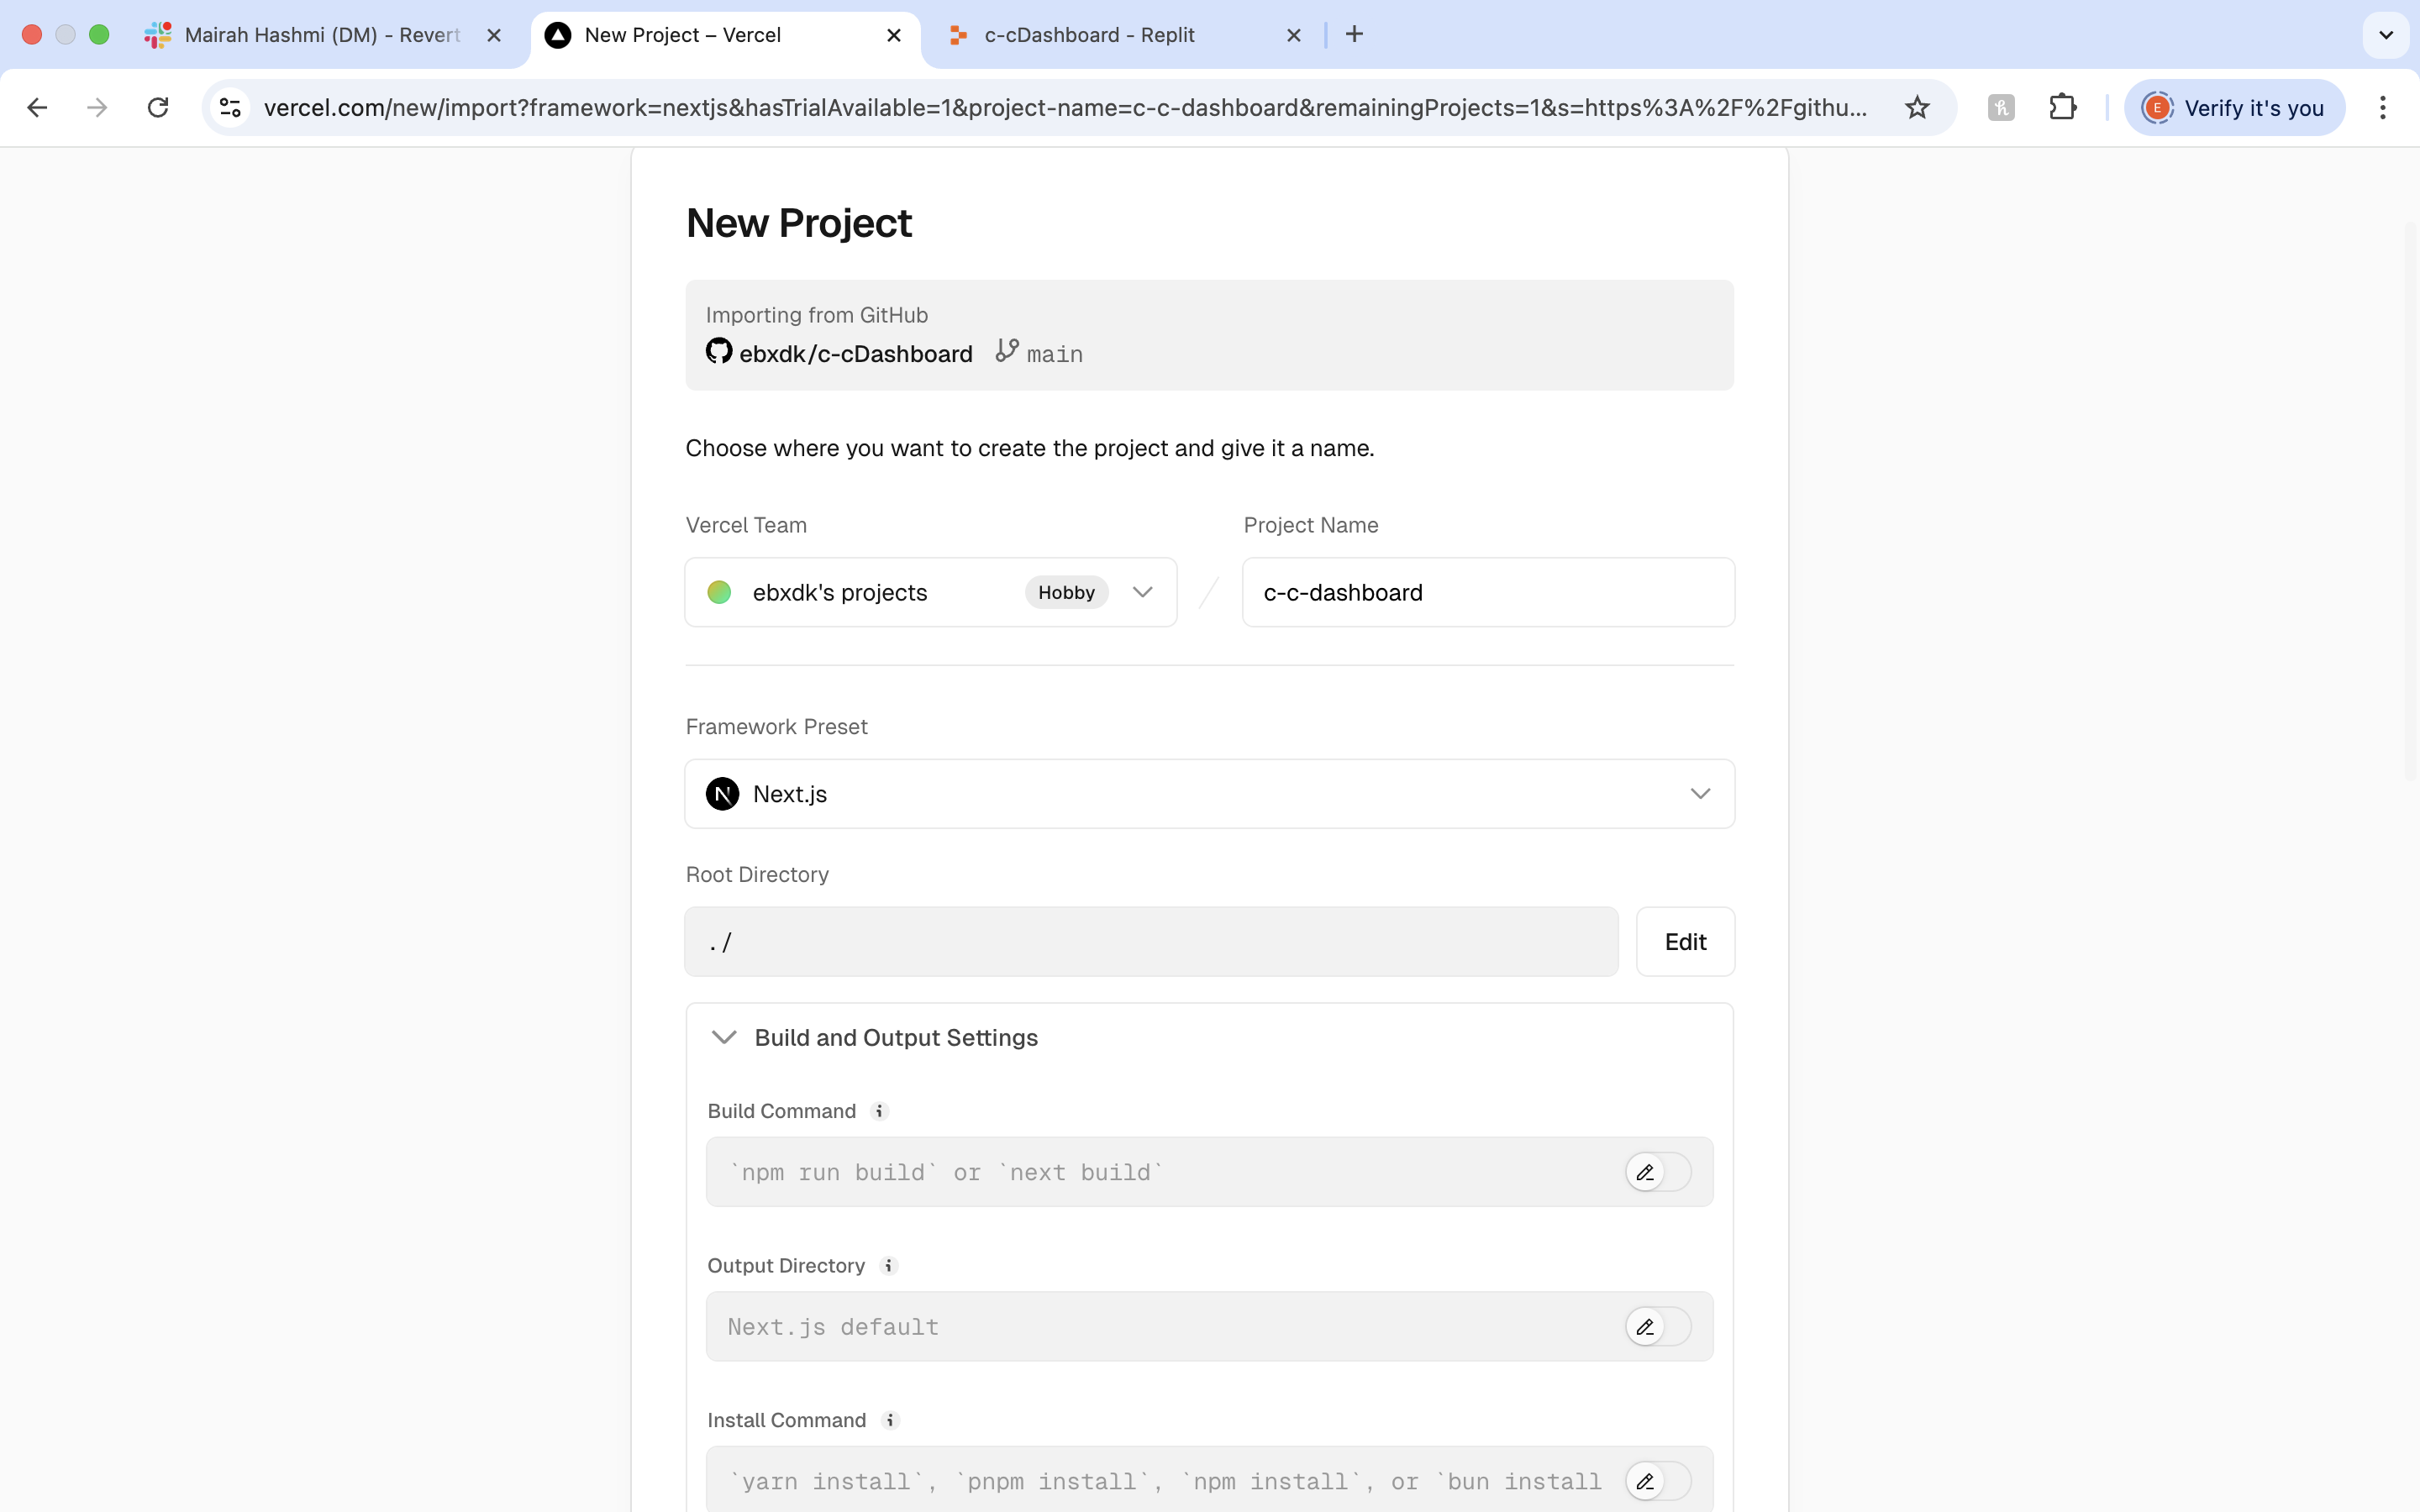 Mairah Hashmi (DM) - Revert
New Project – Vercel
c-cDashboard - Replit
vercel.com/new/import?framework=nextjs&hasTrialAvailable=1&project-name=c-c-dashboard&remainingProjects=1&s=https%3A%2F%2Fgithu...
E
Verify it's you
New Project
Importing from GitHub
ebxdk/c-cDashboard main
Choose where you want to create the project and give it a name.
Vercel Team
Project Name
ebxdk's projects Hobby
c-c-dashboard
Framework Preset
N Next.js
Root Directory
./
Edit
Build and Output Settings
Build Command i
`npm run build` or `next build`
Output Directory i
Next.js default
Install Command i
`yarn install`, `pnpm install`, `npm install`, or `bun install